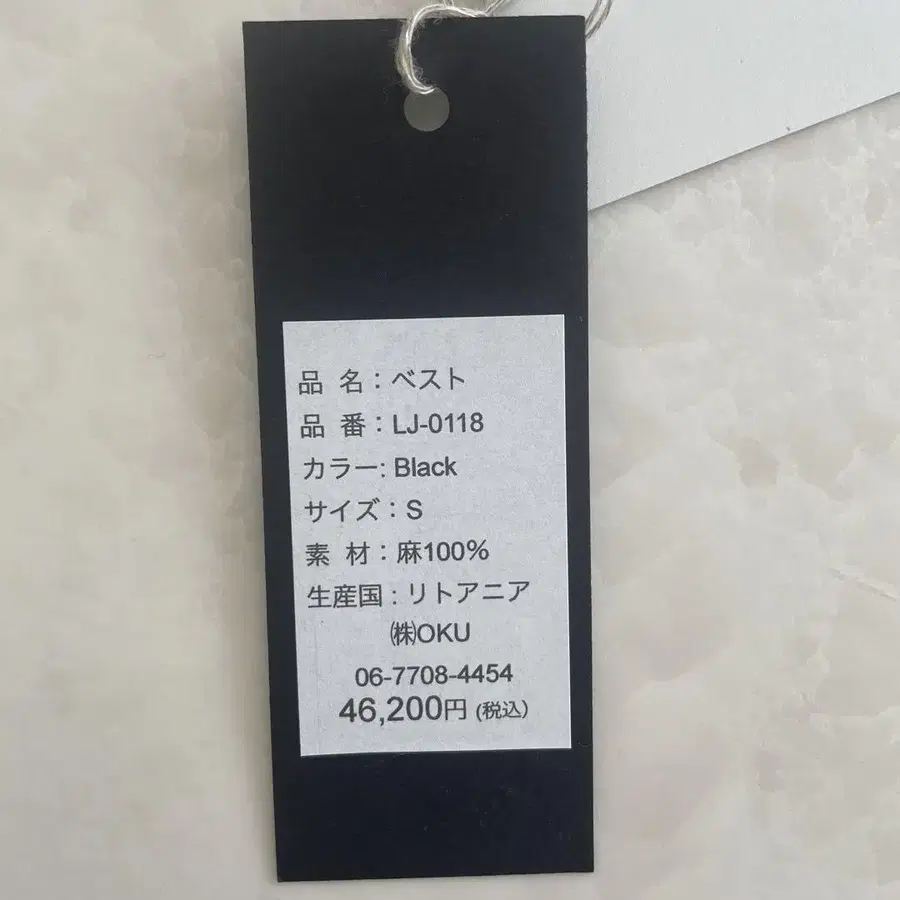 品 名：ベスト
品 番：LJ-0118
カラー: Black
サイズ：S
素 材：麻100%
生産国：リトアニア
㈱OKU
06-7708-4454
46,200円 (税込)